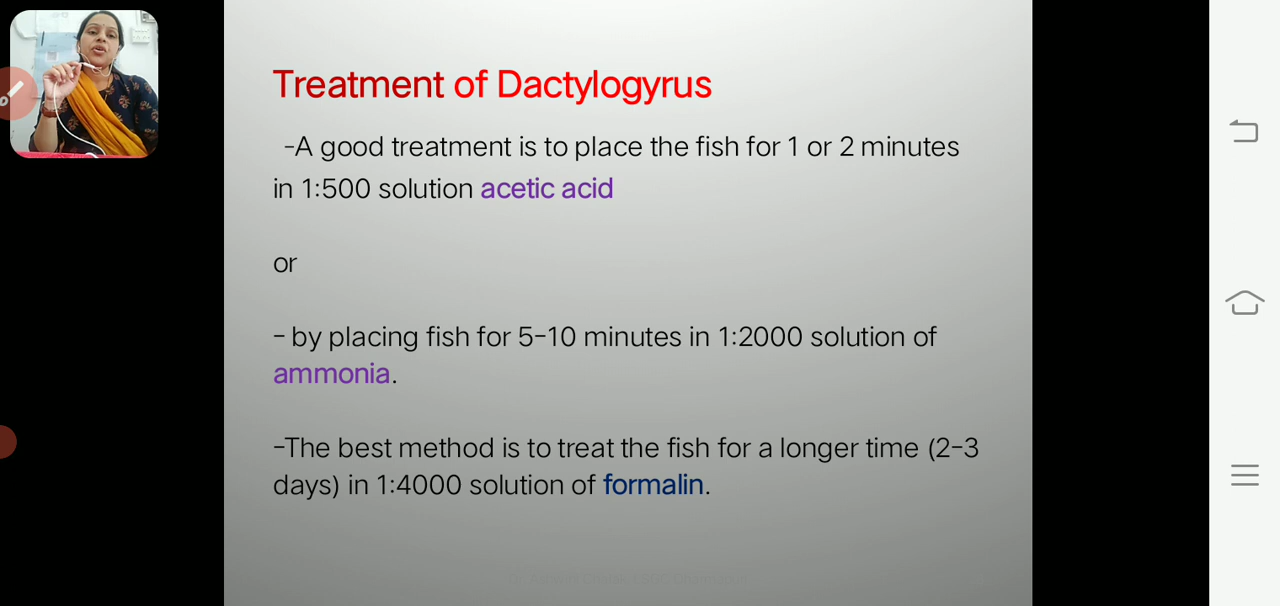 Treatment of Dactylogyrus
-A good treatment is to place the fish for 1 or 2 minutes
in 1:500 solution acetic acid
or
- by placing fish for 5-10 minutes in 1:2000 solution of
ammonia.
-The best method is to treat the fish for a longer time (2-3
days) in 1:4000 solution of formalin.